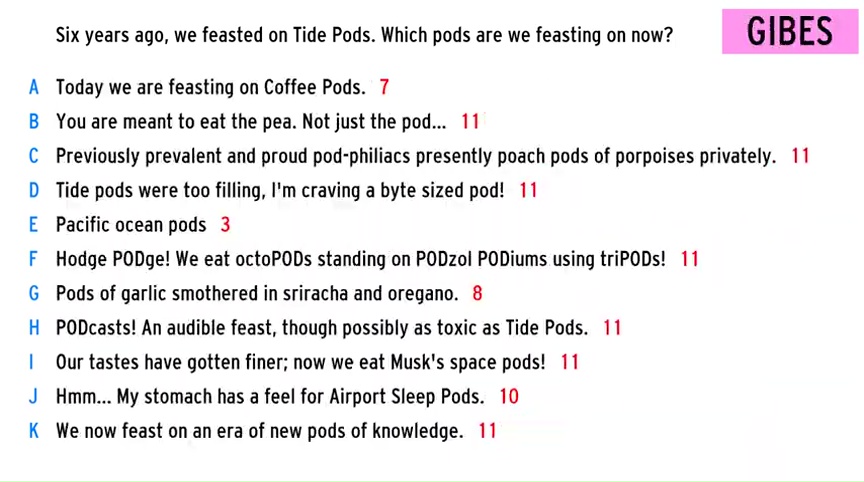 Six years ago, we feasted on Tide Pods. Which pods are we feasting on now?
GIBES
A Today we are feasting on Coffee Pods. 7
B You are meant to eat the pea. Not just the pod... 11
C Previously prevalent and proud pod-philiacs presently poach pods of porpoises privately. 11
D Tide pods were too filling, I'm craving a byte sized pod! 11
E Pacific ocean pods 3
F Hodge PODge! We eat octoPODs standing on PODzol PODiums using triPODs! 11
G Pods of garlic smothered in sriracha and oregano. 8
H PODcasts! An audible feast, though possibly as toxic as Tide Pods. 11
I Our tastes have gotten finer; now we eat Musk's space pods! 11
J Hmm... My stomach has a feel for Airport Sleep Pods. 10
K We now feast on an era of new pods of knowledge. 11